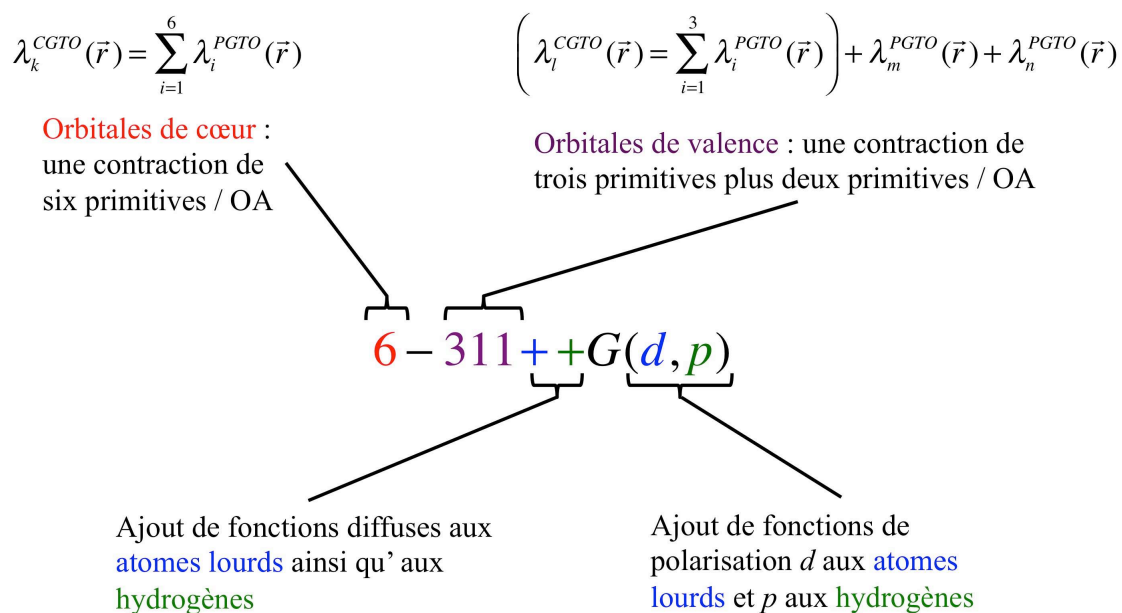 λ_k^{CGTO}(r⃗) = ∑_{i=1}^{6} λ_i^{PGTO}(r⃗)
(λ_l^{CGTO}(r⃗) = ∑_{i=1}^{3} λ_i^{PGTO}(r⃗)) + λ_m^{PGTO}(r⃗) + λ_n^{PGTO}(r⃗)
Orbitales de cœur :
une contraction de
six primitives / OA
Orbitales de valence : une contraction de
trois primitives plus deux primitives / OA
6 – 311+ +G(d,p)
Ajout de fonctions diffuses aux
atomes lourds ainsi qu’ aux
hydrogènes
Ajout de fonctions de
polarisation d aux atomes
lourds et p aux hydrogènes